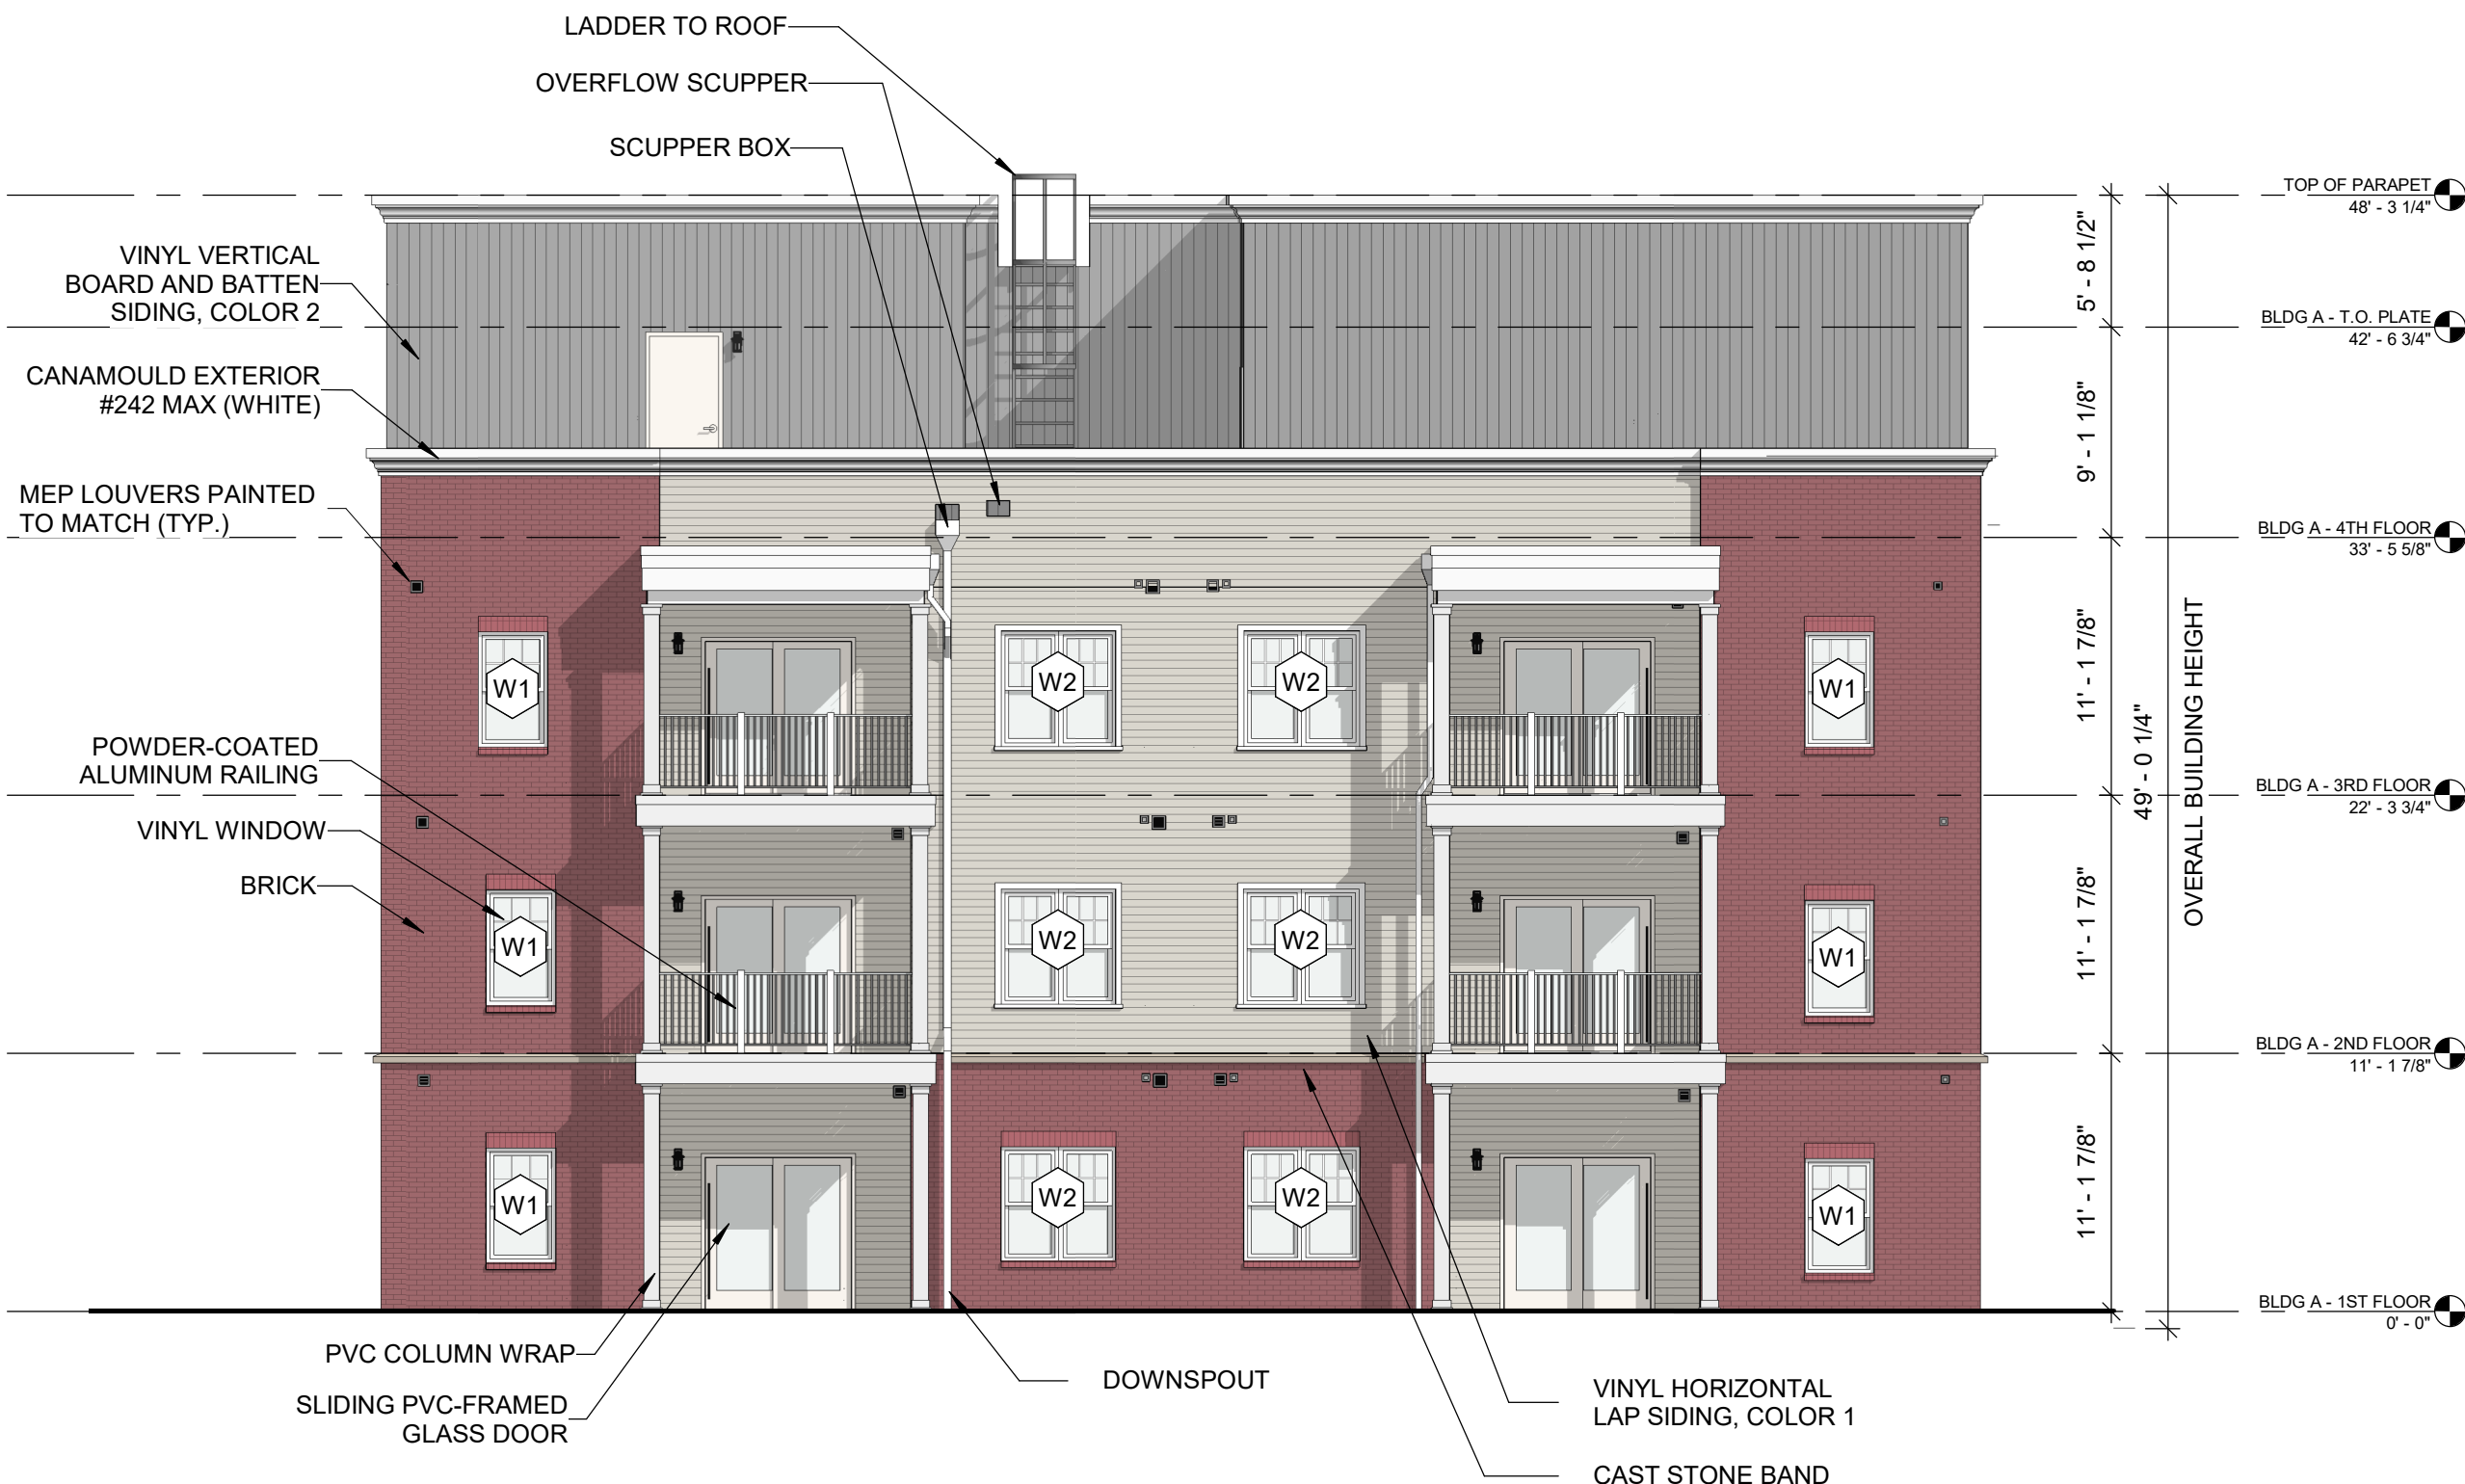 LADDER TO ROOF
OVERFLOW SCUPPER
SCUPPER BOX
VINYL VERTICAL
BOARD AND BATTEN
SIDING, COLOR 2
CANAMOULD EXTERIOR
#242 MAX (WHITE)
MEP LOUVERS PAINTED
TO MATCH (TYP.)
POWDER-COATED
ALUMINUM RAILING
VINYL WINDOW
BRICK
W1
W2
W2
W1
W1
W2
W2
W1
W1
W2
W2
W1
PVC COLUMN WRAP
SLIDING PVC-FRAMED
GLASS DOOR
DOWNSPOUT
VINYL HORIZONTAL
LAP SIDING, COLOR 1
CAST STONE BAND
5' - 8 1/2"
9' - 1 1/8"
11' - 1 7/8"
11' - 1 7/8"
11' - 1 7/8"
49' - 0 1/4"
OVERALL BUILDING HEIGHT
TOP OF PARAPET
48' - 3 1/4"
BLDG A - T.O. PLATE
42' - 6 3/4"
BLDG A - 4TH FLOOR
33' - 5 5/8"
BLDG A - 3RD FLOOR
22' - 3 3/4"
BLDG A - 2ND FLOOR
11' - 1 7/8"
BLDG A - 1ST FLOOR
0' - 0"